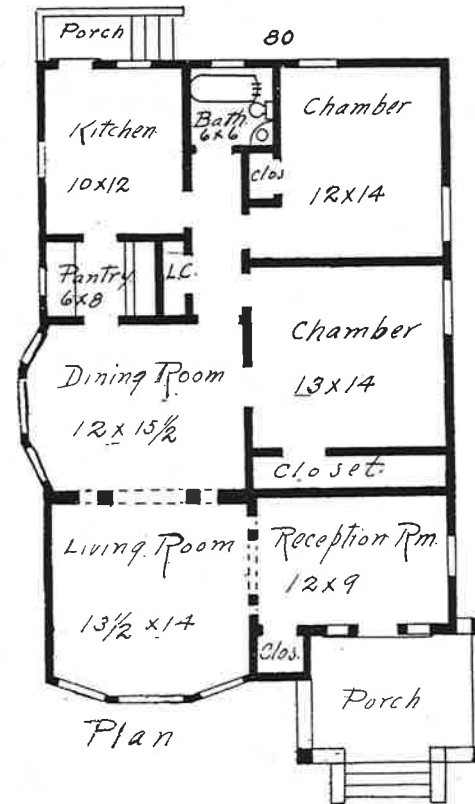 Porch
80
Kitchen
10x12
Bath
6x6
Chamber
12x14
Clos
Pantry
6x8
L.C.
Chamber
13x14
Dining Room
12 x 15½
Closet.
Living Room
13½ x 14
Reception Rm.
12x9
Clos.
Porch
Plan